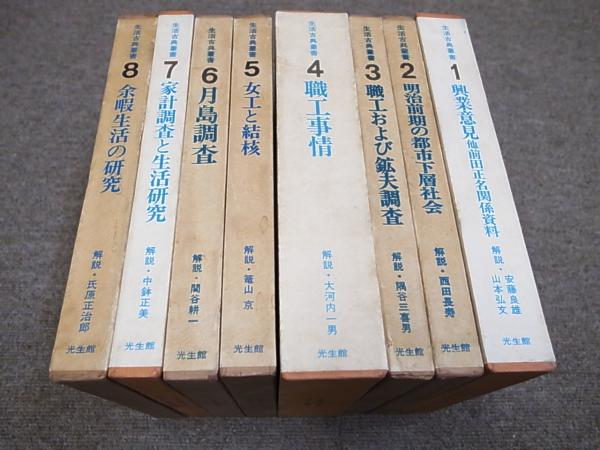 生活古典叢書
1 興業意見 他前田正名関係資料
解説・安藤良雄
山本弘文
光生館
生活古典叢書
2 明治前期の都市下層社会
解説・西田長寿
光生館
生活古典叢書
3 職工および鉱夫調査
解説・隅谷三喜男
光生館
生活古典叢書
4 職工事情
解説・大河内一男
光生館
生活古典叢書
5 女工と結核
解説・篭山京
光生館
生活古典叢書
6 月島調査
解説・関谷耕一
光生館
生活古典叢書
7 家計調査と生活研究
解説・中鉢正美
光生館
生活古典叢書
8 余暇生活の研究
解説・氏原正治郎
光生館